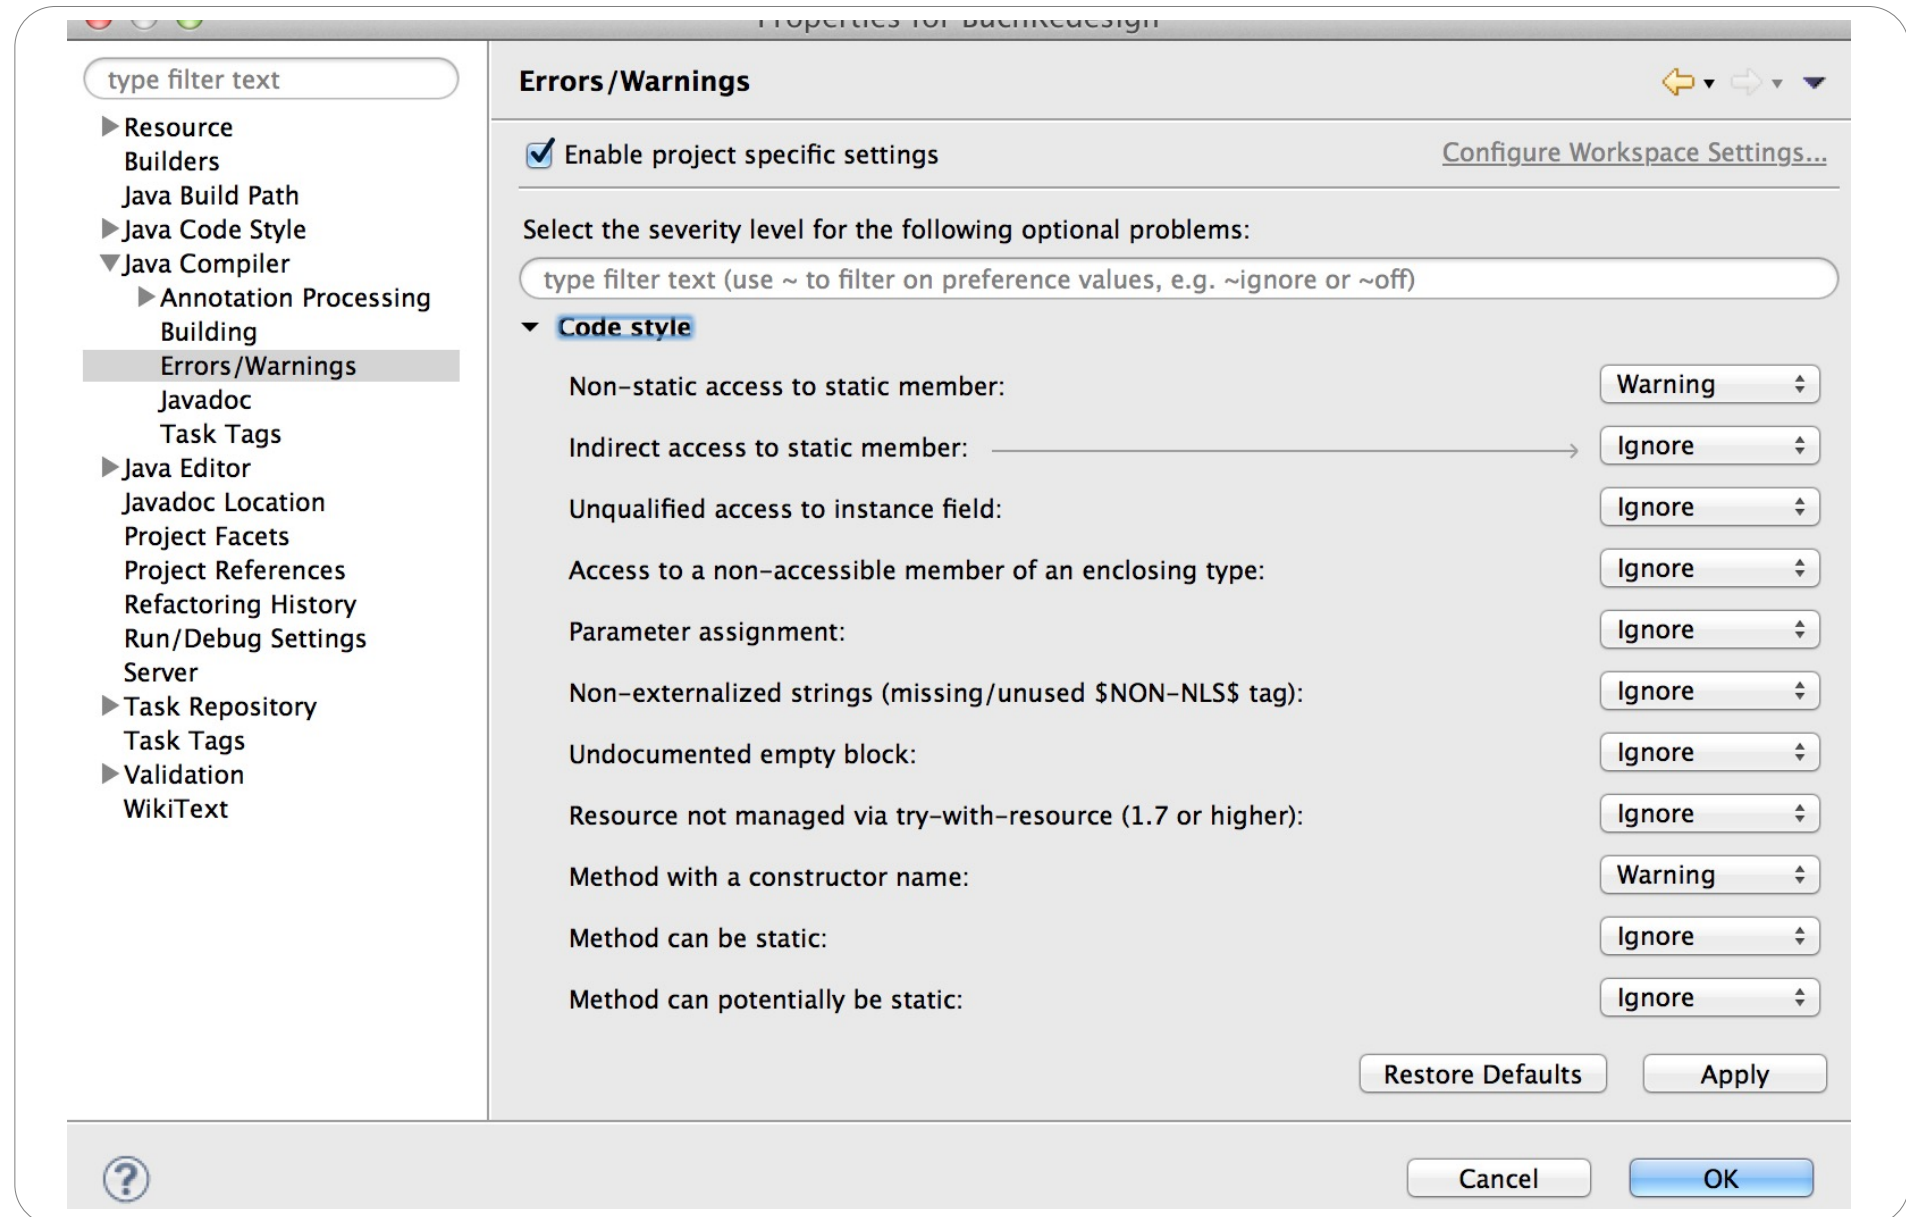 Properties for BachRedesign
type filter text
Resource
Builders
Java Build Path
Java Code Style
Java Compiler
Annotation Processing
Building
Errors/Warnings
Javadoc
Task Tags
Java Editor
Javadoc Location
Project Facets
Project References
Refactoring History
Run/Debug Settings
Server
Task Repository
Task Tags
Validation
WikiText
Errors/Warnings
Enable project specific settings
Configure Workspace Settings...
Select the severity level for the following optional problems:
type filter text (use ~ to filter on preference values, e.g. ~ignore or ~off)
Code style
Non-static access to static member: Warning
Indirect access to static member: Ignore
Unqualified access to instance field: Ignore
Access to a non-accessible member of an enclosing type: Ignore
Parameter assignment: Ignore
Non-externalized strings (missing/unused $NON-NLS$ tag): Ignore
Undocumented empty block: Ignore
Resource not managed via try-with-resource (1.7 or higher): Ignore
Method with a constructor name: Warning
Method can be static: Ignore
Method can potentially be static: Ignore
Restore Defaults Apply
? Cancel OK